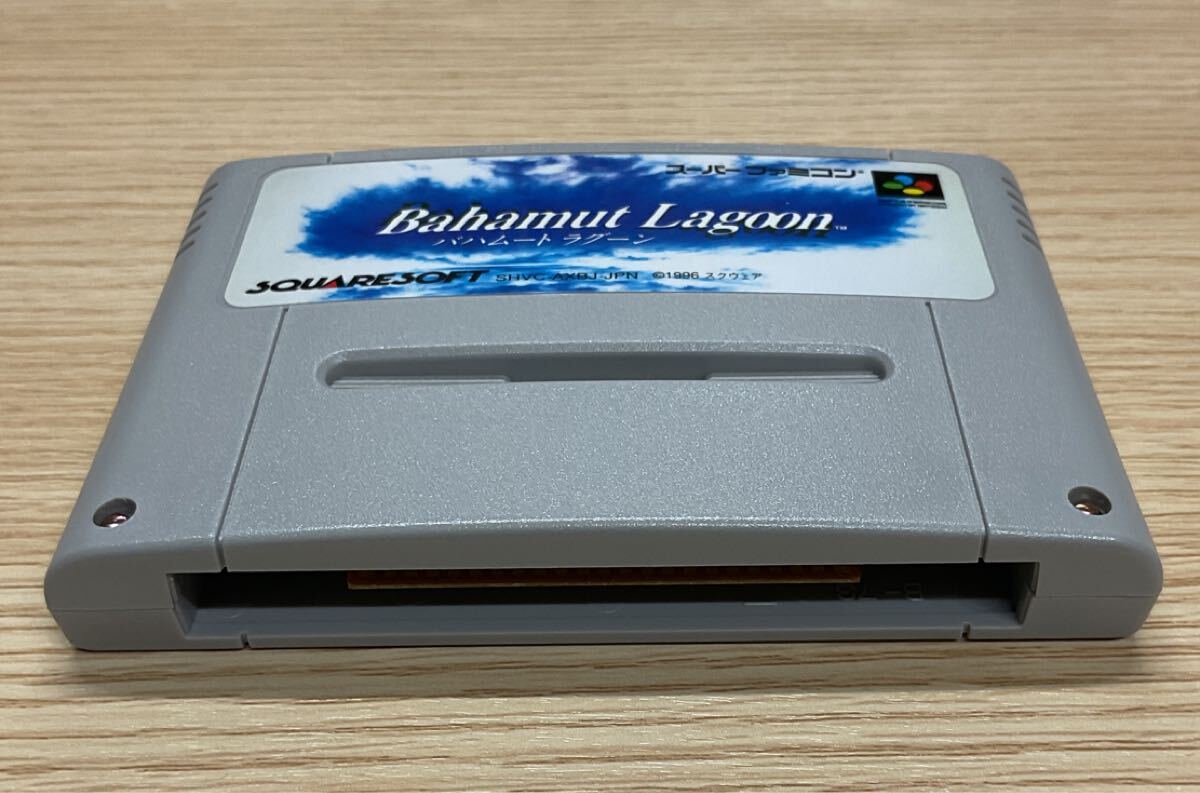 スーパーファミコン
Bahamut Lagoon™
バハムート ラグーン
SQUARESOFT SHVC-AXBJ-JPN ©1996 スクウェア